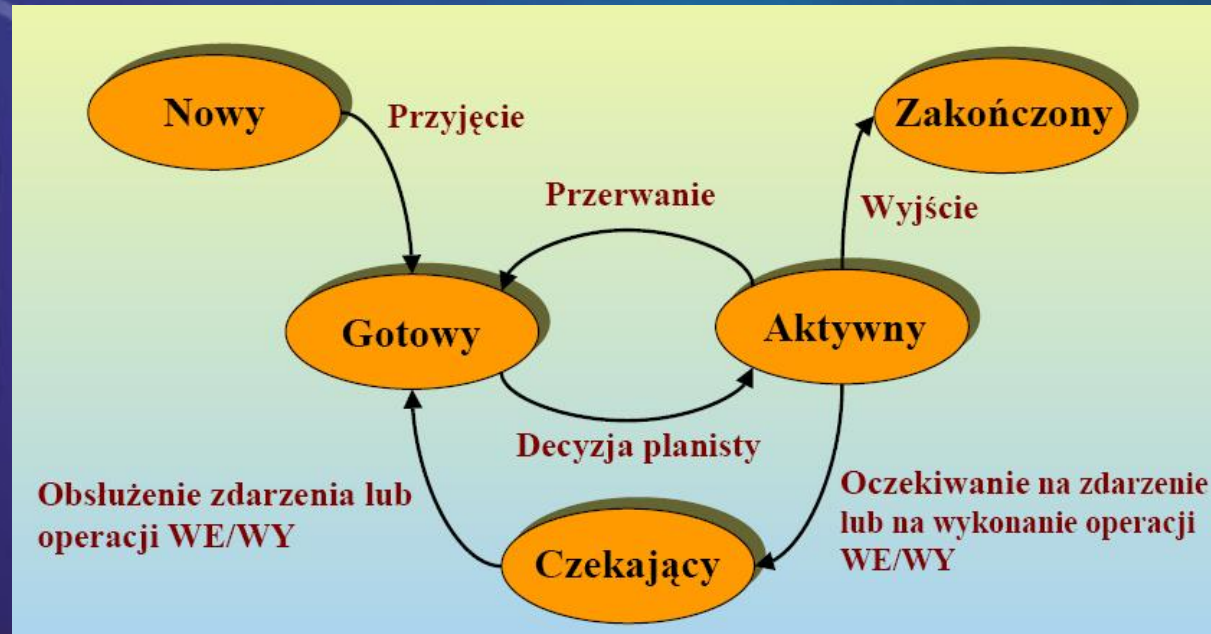 Nowy
Przyjęcie
Zakończony
Przerwanie
Wyjście
Gotowy
Aktywny
Decyzja planisty
Obsłużenie zdarzenia lub
operacji WE/WY
Oczekiwanie na zdarzenie
lub na wykonanie operacji
WE/WY
Czekający